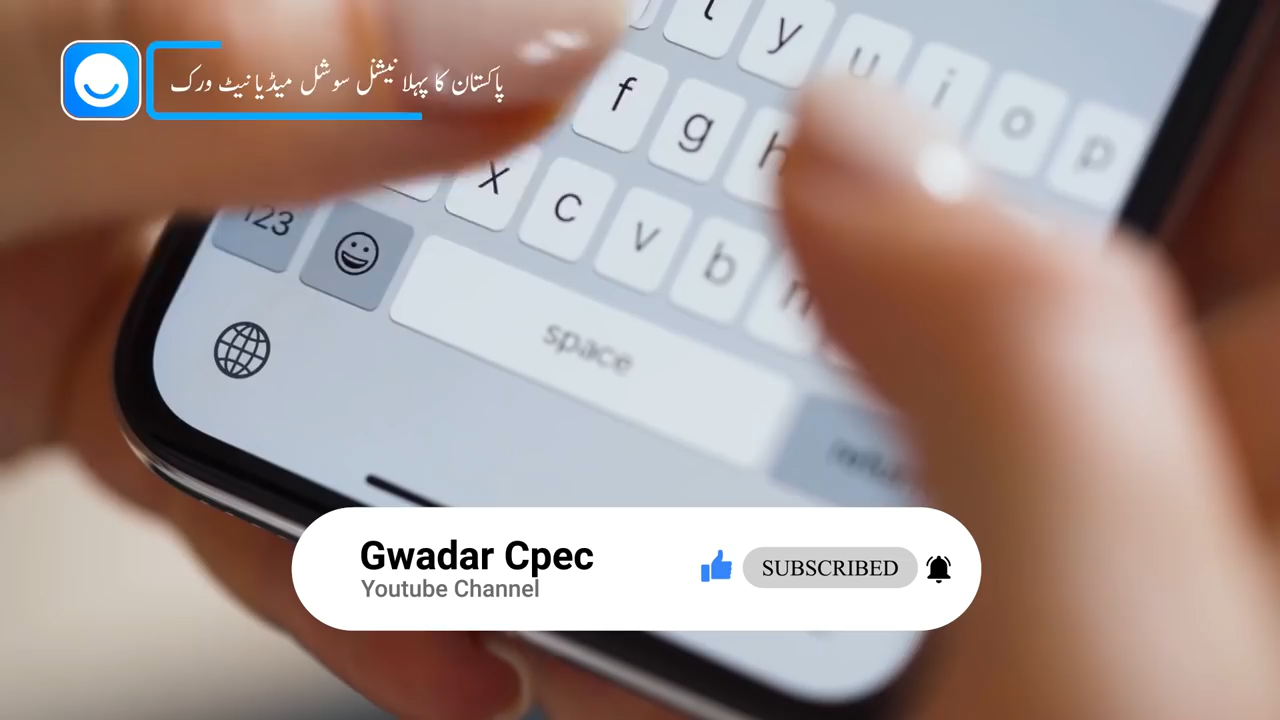 پاکستان کا پہلا نیشنل سوشل میڈیا نیٹ ورک
t y u i o p
f g h
x c v b n
123
space
Gwadar Cpec
Youtube Channel
SUBSCRIBED